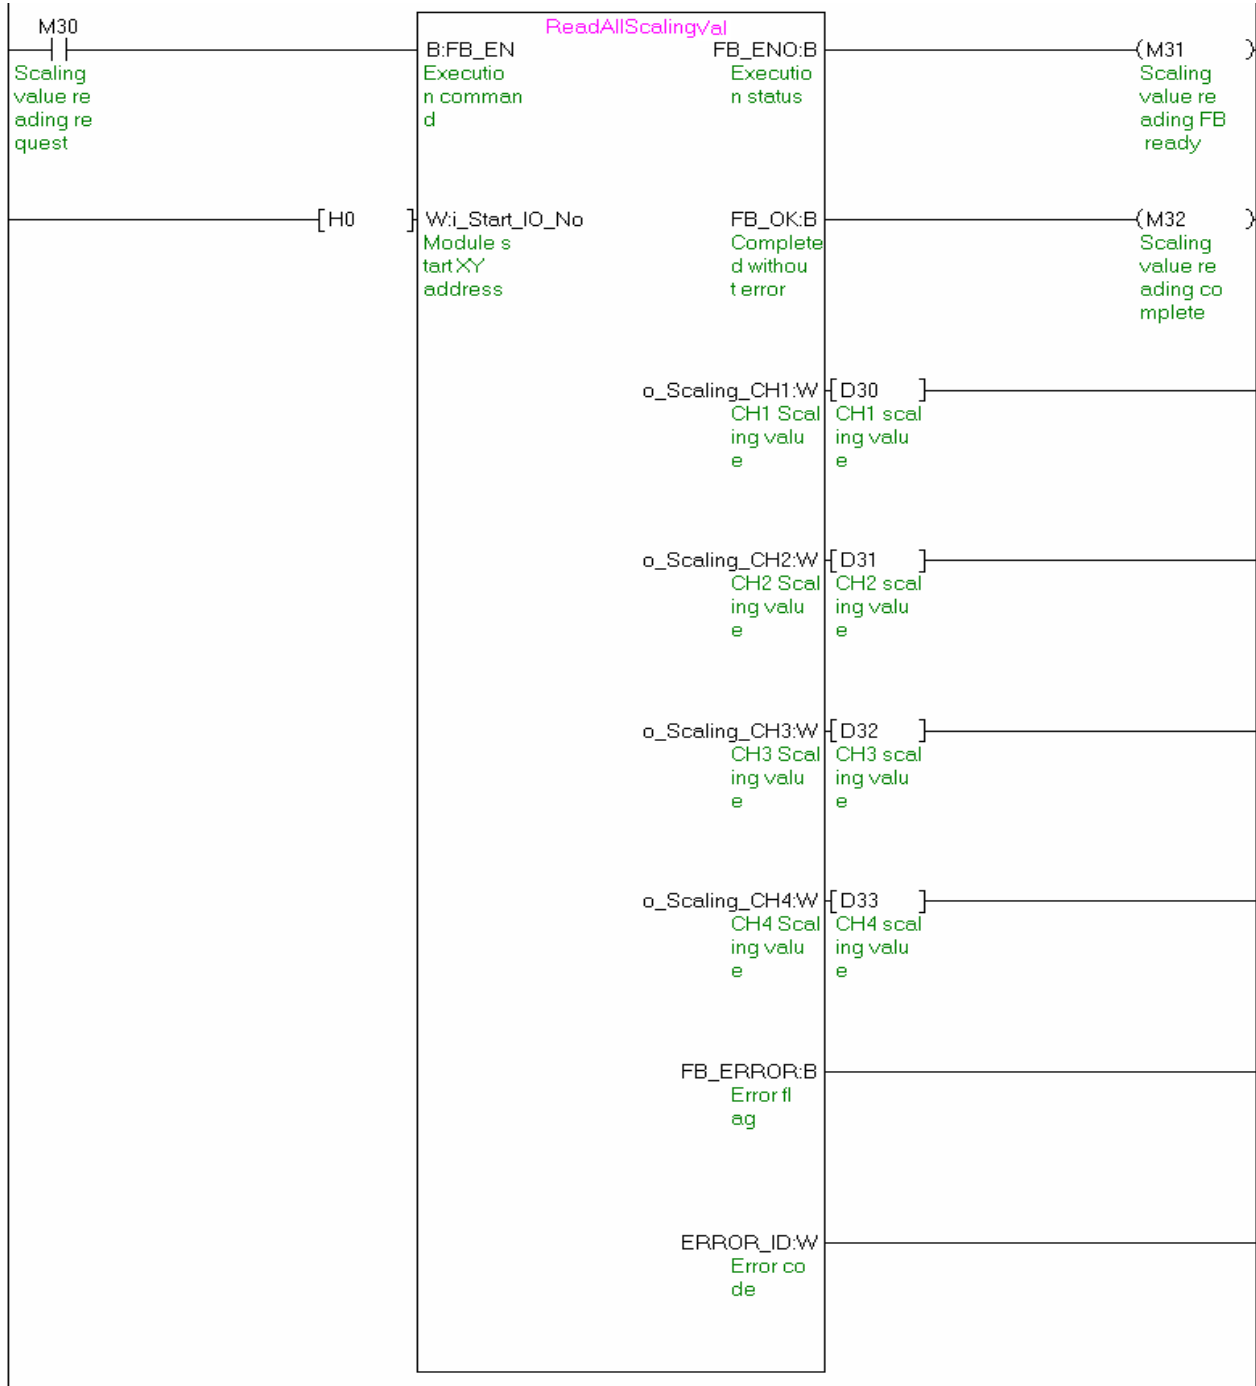 ReadAllScalingVal
M30
B:FB_EN
FB_ENO:B
(M31 )
Scaling
value re
ading re
quest
Executio
n comman
d
Executio
n status
Scaling
value re
ading FB
ready
[H0 ]
W:i_Start_IO_No
FB_OK:B
(M32 )
Module s
tart XY
address
Complete
d withou
t error
Scaling
value re
ading co
mplete
o_Scaling_CH1:W
[D30 ]
CH1 Scal
ing valu
e
CH1 scal
ing valu
e
o_Scaling_CH2:W
[D31 ]
CH2 Scal
ing valu
e
CH2 scal
ing valu
e
o_Scaling_CH3:W
[D32 ]
CH3 Scal
ing valu
e
CH3 scal
ing valu
e
o_Scaling_CH4:W
[D33 ]
CH4 Scal
ing valu
e
CH4 scal
ing valu
e
FB_ERROR:B
Error fl
ag
ERROR_ID:W
Error co
de